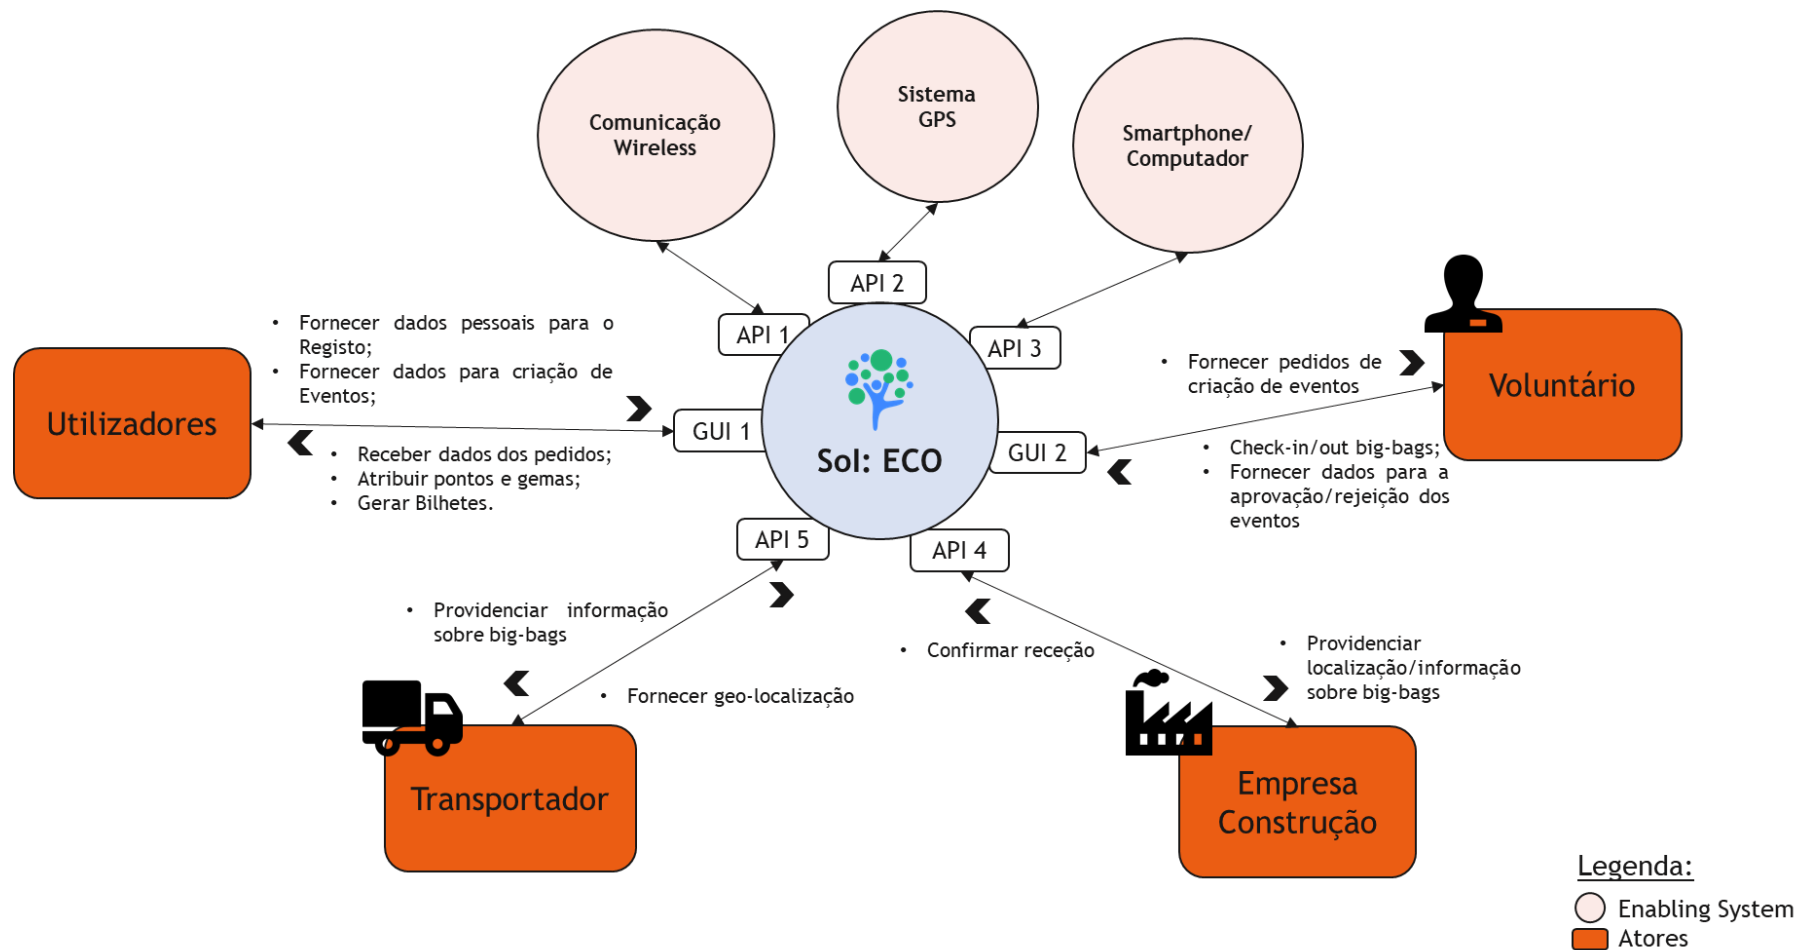 Comunicação
Wireless
Sistema
GPS
Smartphone/
Computador
API 1
API 2
API 3
• Fornecer dados pessoais para o
Registo;
• Fornecer dados para criação de
Eventos;
Utilizadores
GUI 1
• Receber dados dos pedidos;
• Atribuir pontos e gemas;
• Gerar Bilhetes.
SoI: ECO
GUI 2
• Fornecer pedidos de
criação de eventos
Voluntário
• Check-in/out big-bags;
• Fornecer dados para a
aprovação/rejeição dos
eventos
API 5
API 4
• Providenciar informação
sobre big-bags
• Fornecer geo-localização
Transportador
• Confirmar receção
• Providenciar
localização/informação
sobre big-bags
Empresa
Construção
Legenda:
Enabling System
Atores